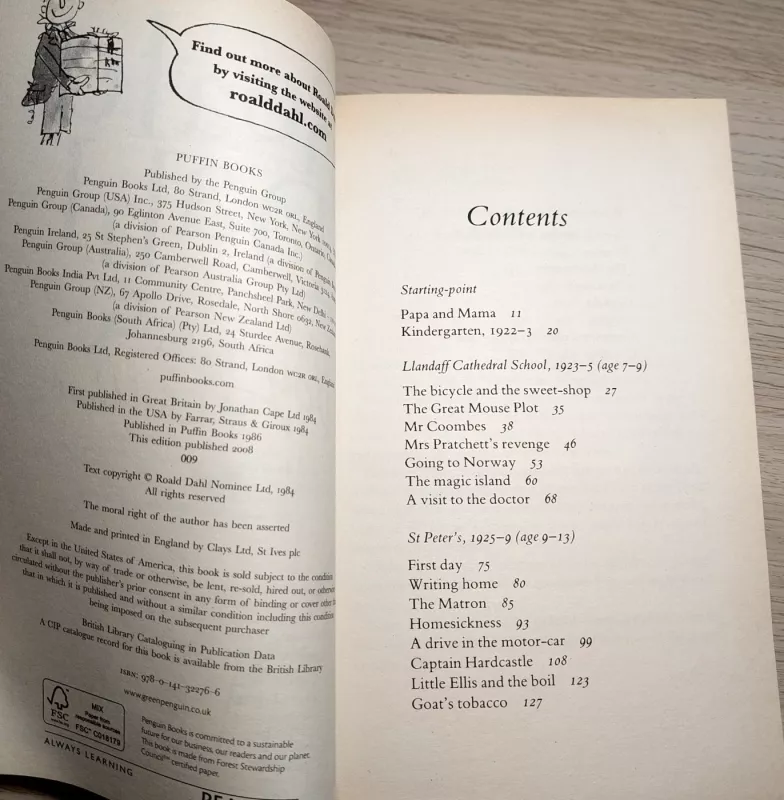 Find out more about Roald
by visiting the website at
roalddahl.com
PUFFIN BOOKS
Published by the Penguin Group
Penguin Books Ltd, 80 Strand, London WC2R 0RL, England
Penguin Group (USA) Inc., 375 Hudson Street, New York, New York
Penguin Group (Canada), 90 Eglinton Avenue East, Suite 700, Toronto, Ontario,
(a division of Pearson Penguin Canada Inc.)
Penguin Ireland, 25 St Stephen's Green, Dublin 2, Ireland (a division of Penguin
Penguin Group (Australia), 250 Camberwell Road, Camberwell, Victoria
(a division of Pearson Australia Group Pty Ltd)
Penguin Books India Pvt Ltd, 11 Community Centre, Panchsheel Park, New Delhi
Penguin Group (NZ), 67 Apollo Drive, Rosedale, North Shore 0632, New
(a division of Pearson New Zealand Ltd)
Penguin Books (South Africa) (Pty) Ltd, 24 Sturdee Avenue, Rosebank,
Johannesburg 2196, South Africa
Penguin Books Ltd, Registered Offices: 80 Strand, London WC2R 0RL,
puffinbooks.com
First published in Great Britain by Jonathan Cape Ltd 1984
Published in the USA by Farrar, Straus & Giroux 1984
Published in Puffin Books 1986
This edition published 2008
009
Text copyright © Roald Dahl Nominee Ltd, 1984
All rights reserved
The moral right of the author has been asserted
Made and printed in England by Clays Ltd, St Ives plc
Except in the United States of America, this book is sold subject to the condition
that it shall not, by way of trade or otherwise, be lent, re-sold, hired out, or otherwise
circulated without the publisher's prior consent in any form of binding or cover other
that in which it is published and without a similar condition including this condition
being imposed on the subsequent purchaser
British Library Cataloguing in Publication Data
A CIP catalogue record for this book is available from the British Library
ISBN: 978-0-141-32276-6
www.greenpenguin.co.uk
FSC
MIX
Paper from
responsible sources
FSC® C018179
Penguin Books is committed to a sustainable
future for our business, our readers and our planet.
This book is made from Forest Stewardship
Council™ certified paper.
ALWAYS LEARNING
Contents
Starting-point
Papa and Mama 11
Kindergarten, 1922-3 20
Llandaff Cathedral School, 1923–5 (age 7–9)
The bicycle and the sweet-shop 27
The Great Mouse Plot 35
Mr Coombes 38
Mrs Pratchett's revenge 46
Going to Norway 53
The magic island 60
A visit to the doctor 68
St Peter's, 1925–9 (age 9–13)
First day 75
Writing home 80
The Matron 85
Homesickness 93
A drive in the motor-car 99
Captain Hardcastle 108
Little Ellis and the boil 123
Goat's tobacco 127